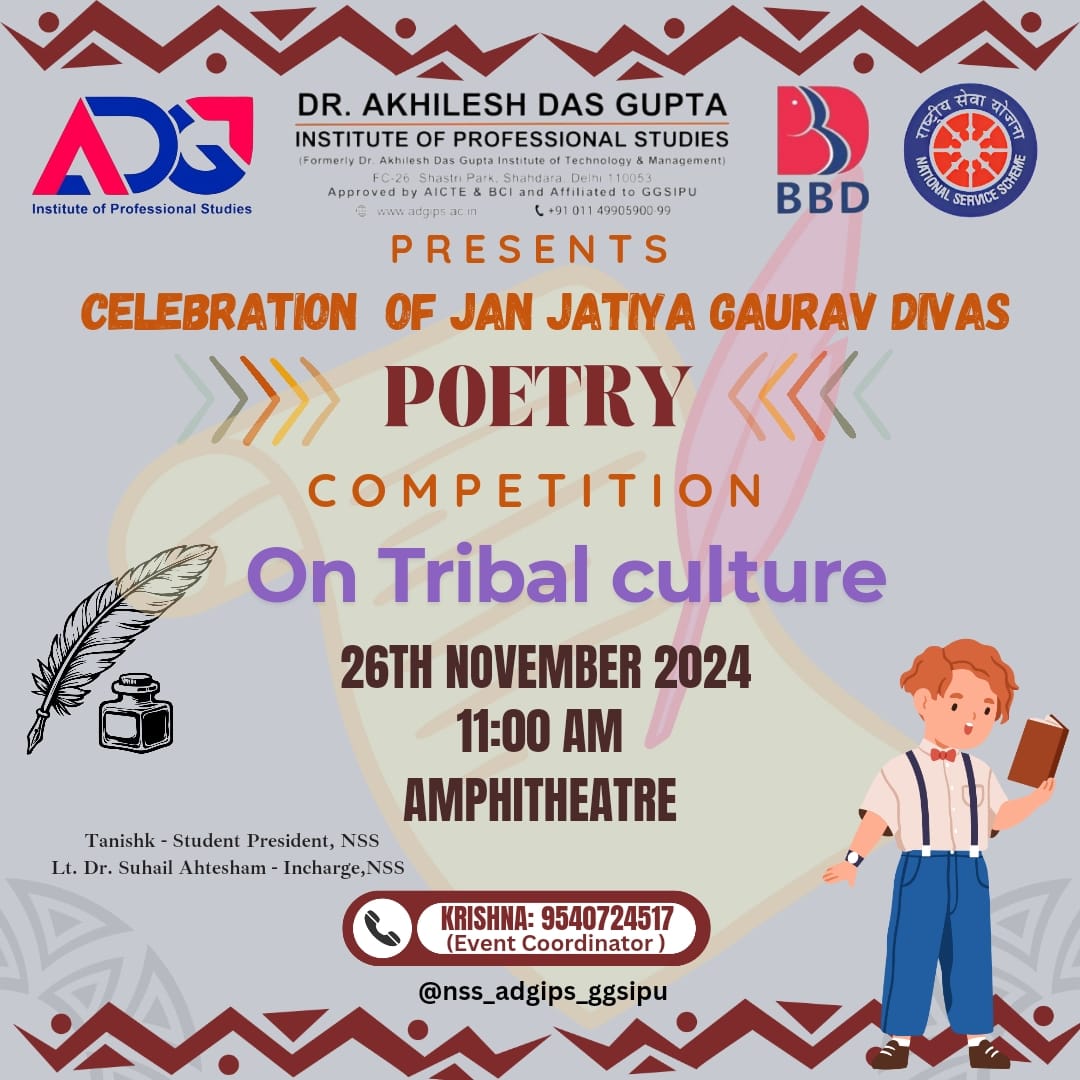 ADG
Institute of Professional Studies
DR. AKHILESH DAS GUPTA
INSTITUTE OF PROFESSIONAL STUDIES
(Formerly Dr. Akhilesh Das Gupta Institute of Technology & Management)
FC-26 Shastri Park, Shahdara, Delhi 110053
Approved by AICTE & BCI and Affiliated to GGSIPU
www.adgips.ac.in +91 011 49905900-99
BBD
राष्ट्रीय सेवा योजना
NATIONAL SERVICE SCHEME
PRESENTS
CELEBRATION OF JAN JATIYA GAURAV DIVAS
POETRY
COMPETITION
On Tribal culture
26TH NOVEMBER 2024
11:00 AM
AMPHITHEATRE
Tanishk - Student President, NSS
Lt. Dr. Suhail Ahtesham - Incharge,NSS
KRISHNA: 9540724517
(Event Coordinator )
@nss_adgips_ggsipu